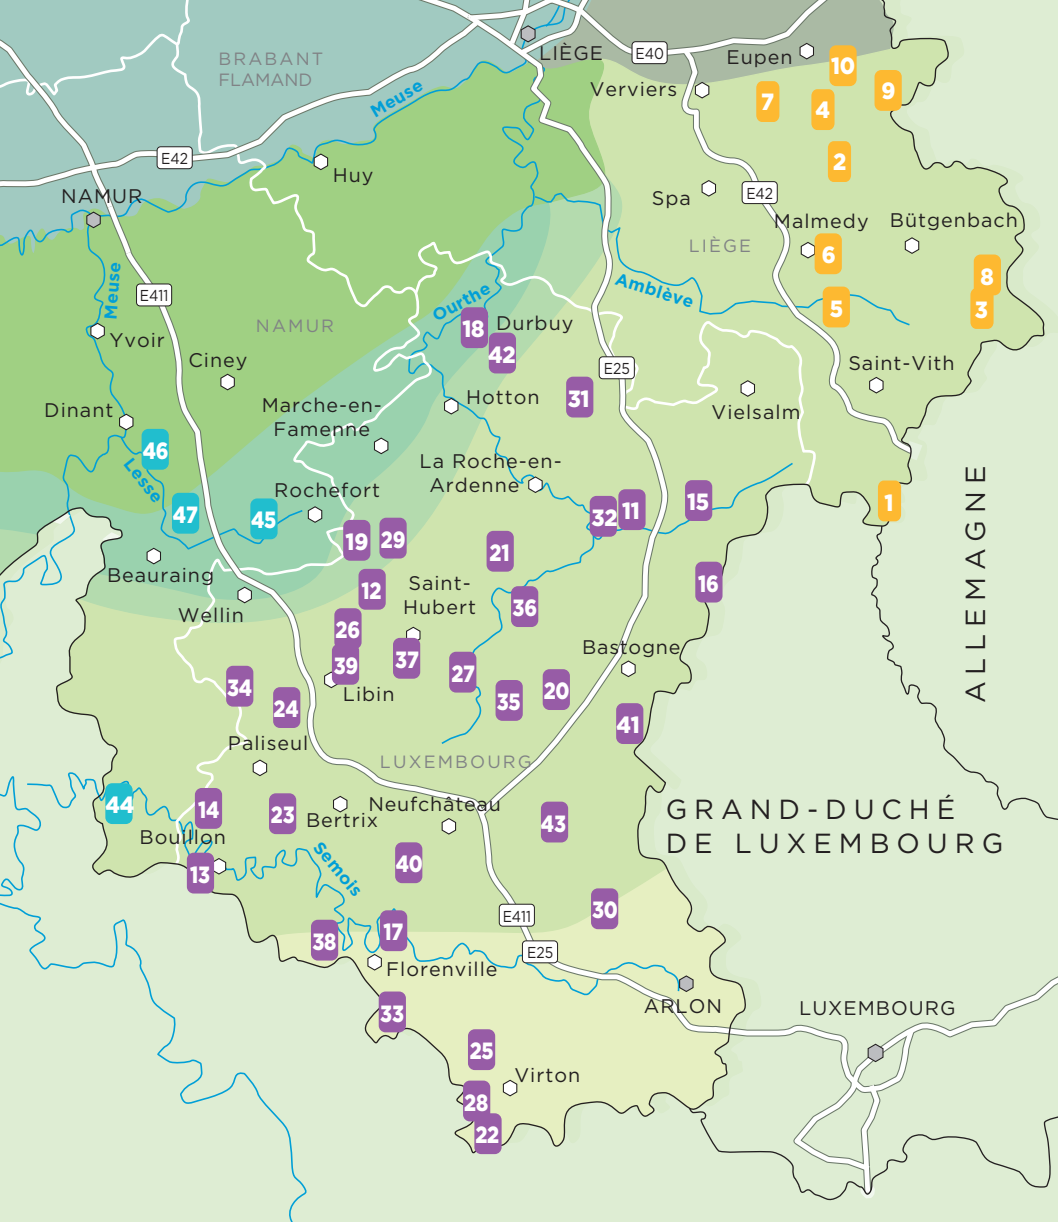 BRABANT
FLAMAND
LIÈGE
E40
Eupen
10
Verviers
7
4
9
Meuse
E42
Huy
2
NAMUR
Spa
E42
Malmedy
Bütgenbach
LIÈGE
6
8
Meuse
E411
Amblève
5
3
Ourthe
NAMUR
18
Durbuy
Yvoir
42
Ciney
E25
Saint-Vith
31
Hotton
Vielsalm
Dinant
Marche-en-
Famenne
46
Lesse
La Roche-en-
Ardenne
ALLEMAGNE
Rochefort
47
45
32
11
15
1
19
29
21
Beauraing
12
Saint-
Hubert
16
Wellin
36
26
39
37
27
Bastogne
34
Libin
35
20
24
41
Paliseul
LUXEMBOURG
44
14
23
Bertrix
Neufchâteau
43
GRAND-DUCHÉ
DE LUXEMBOURG
Bouillon
13
Semois
40
30
E411
38
17
E25
Florenville
ARLON
LUXEMBOURG
33
25
Virton
28
22